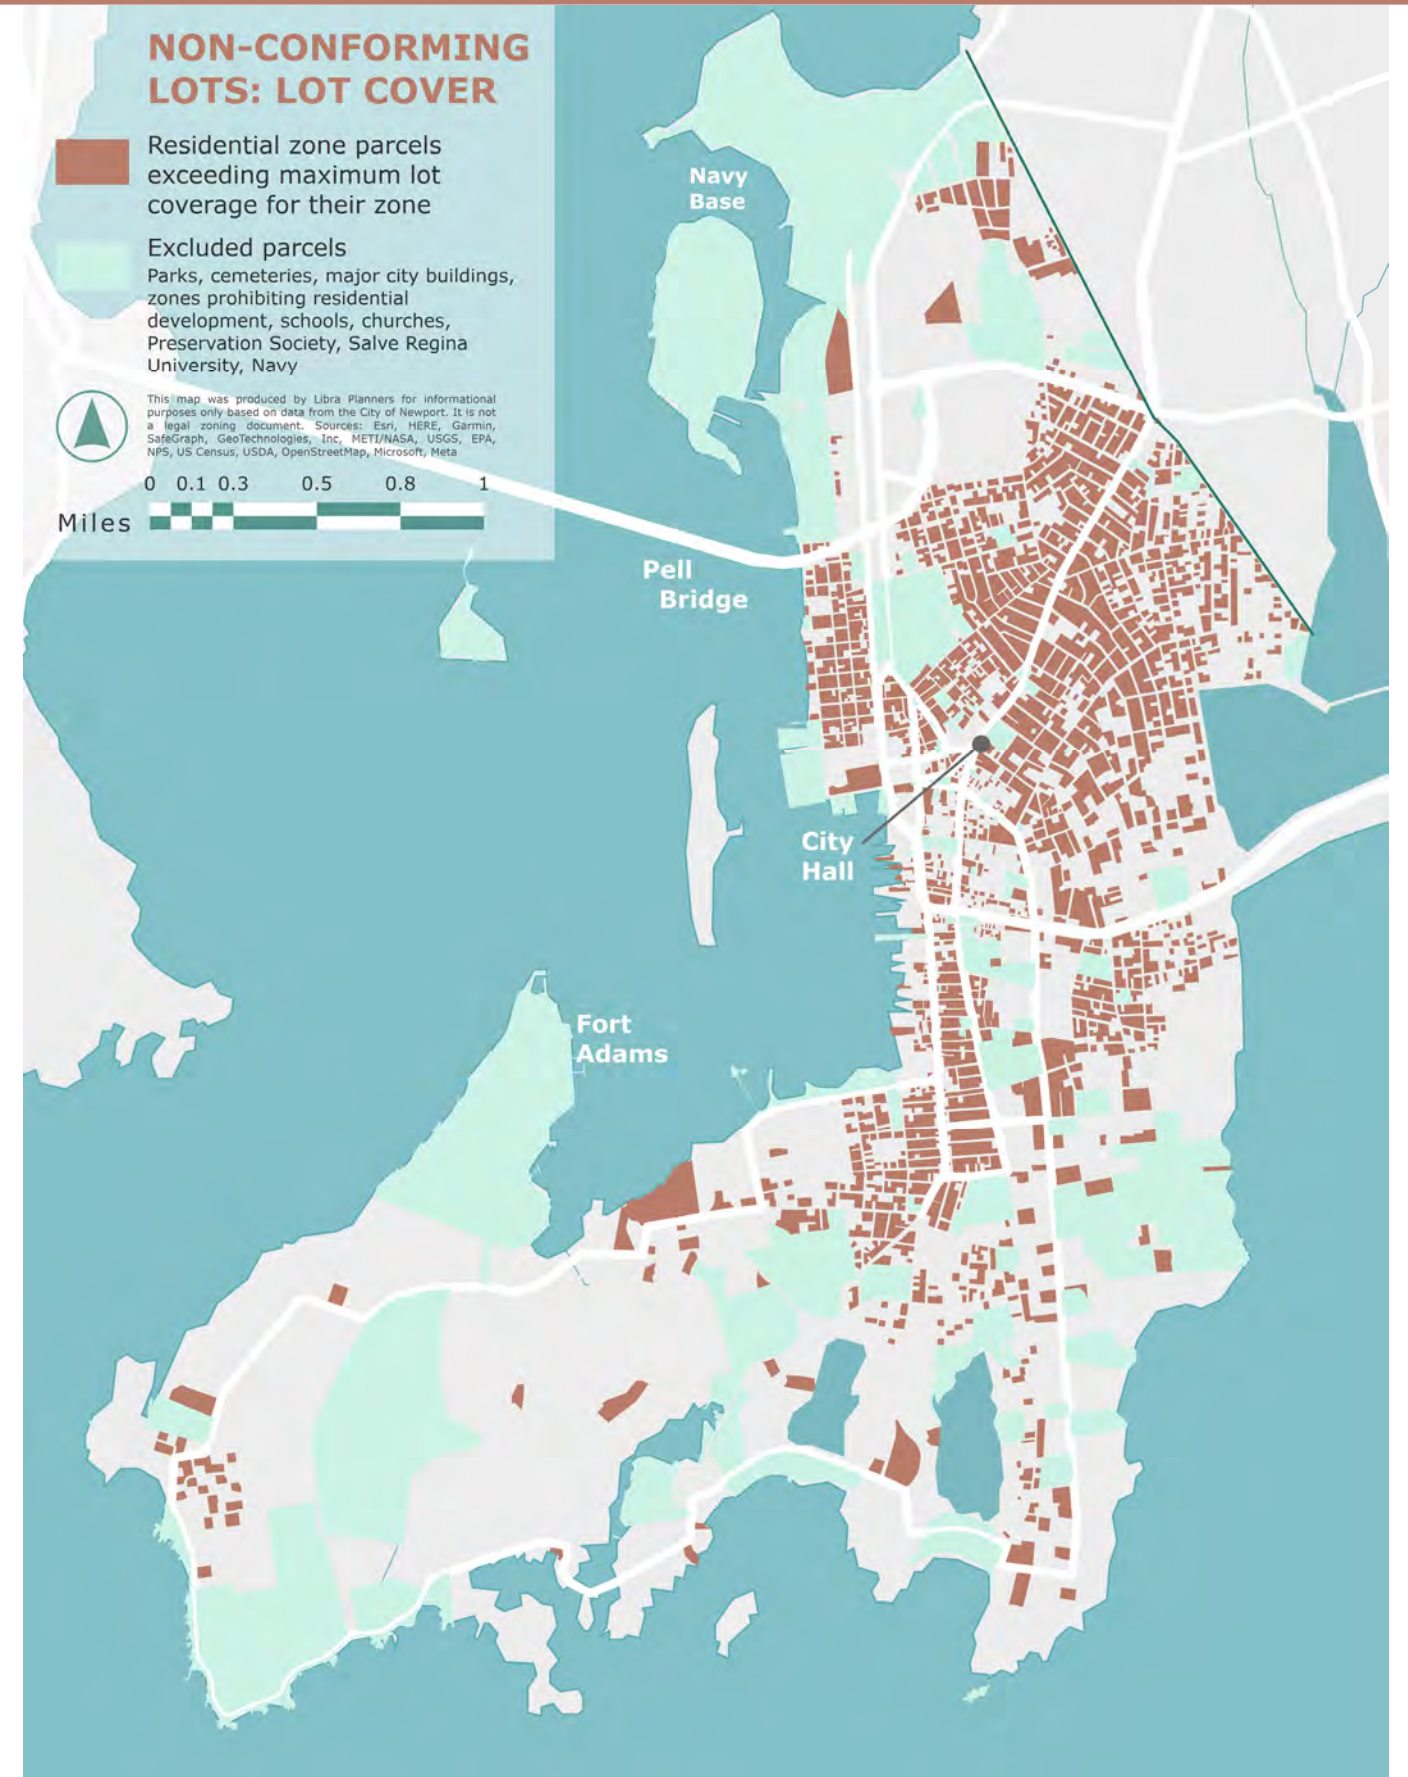 NON-CONFORMING
LOTS: LOT COVER
Residential zone parcels
exceeding maximum lot
coverage for their zone
Excluded parcels
Parks, cemeteries, major city buildings,
zones prohibiting residential
development, schools, churches,
Preservation Society, Salve Regina
University, Navy
This map was produced by Libra Planners for informational
purposes only based on data from the City of Newport. It is not
a legal zoning document. Sources: Esri, HERE, Garmin,
SafeGraph, GeoTechnologies, Inc, METI/NASA, USGS, EPA,
NPS, US Census, USDA, OpenStreetMap, Microsoft, Meta
0 0.1 0.3 0.5 0.8 1
Miles
Navy
Base
Pell
Bridge
City
Hall
Fort
Adams